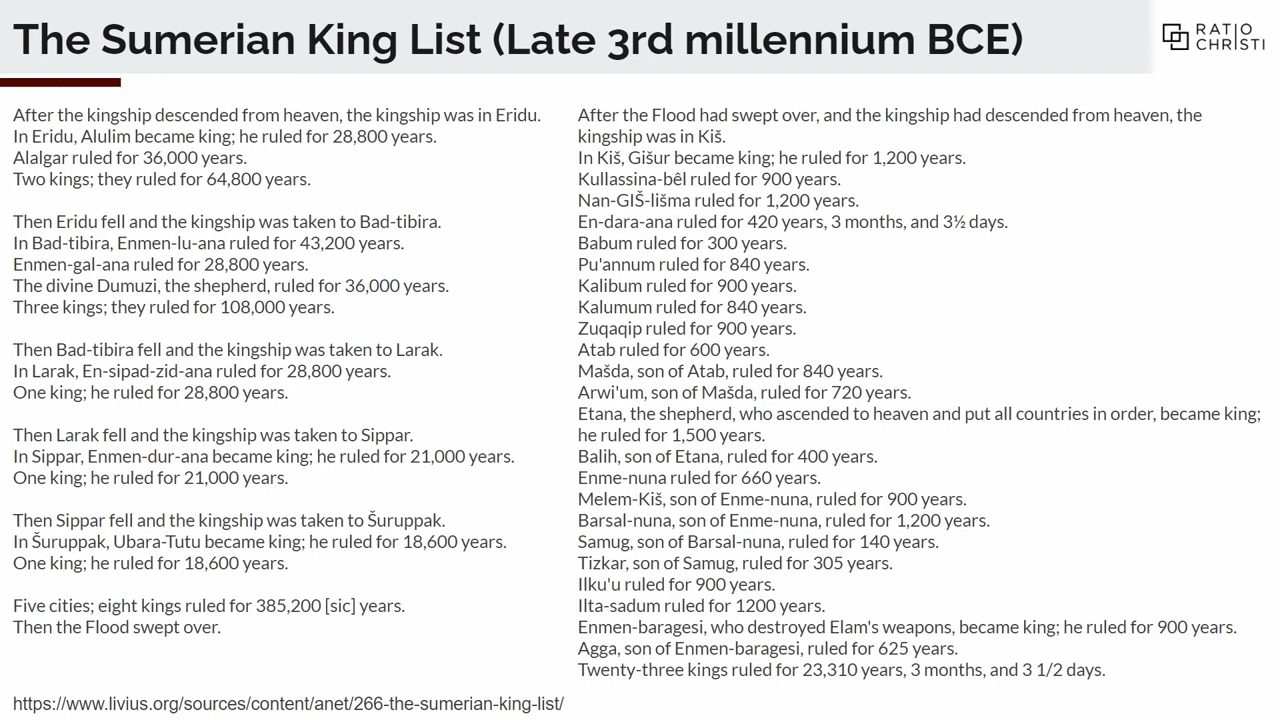 The Sumerian King List (Late 3rd millennium BCE)
RATIO
CHRISTI
After the kingship descended from heaven, the kingship was in Eridu.
In Eridu, Alulim became king; he ruled for 28,800 years.
Alalgar ruled for 36,000 years.
Two kings; they ruled for 64,800 years.
Then Eridu fell and the kingship was taken to Bad-tibira.
In Bad-tibira, Enmen-lu-ana ruled for 43,200 years.
Enmen-gal-ana ruled for 28,800 years.
The divine Dumuzi, the shepherd, ruled for 36,000 years.
Three kings; they ruled for 108,000 years.
Then Bad-tibira fell and the kingship was taken to Larak.
In Larak, En-sipad-zid-ana ruled for 28,800 years.
One king; he ruled for 28,800 years.
Then Larak fell and the kingship was taken to Sippar.
In Sippar, Enmen-dur-ana became king; he ruled for 21,000 years.
One king; he ruled for 21,000 years.
Then Sippar fell and the kingship was taken to Šuruppak.
In Šuruppak, Ubara-Tutu became king; he ruled for 18,600 years.
One king; he ruled for 18,600 years.
Five cities; eight kings ruled for 385,200 [sic] years.
Then the Flood swept over.
After the Flood had swept over, and the kingship had descended from heaven, the
kingship was in Kiš.
In Kiš, Gišur became king; he ruled for 1,200 years.
Kullassina-bêl ruled for 900 years.
Nan-GIŠ-lišma ruled for 1,200 years.
En-dara-ana ruled for 420 years, 3 months, and 3½ days.
Babum ruled for 300 years.
Pu'annum ruled for 840 years.
Kalibum ruled for 900 years.
Kalumum ruled for 840 years.
Zuqaqip ruled for 900 years.
Atab ruled for 600 years.
Mašda, son of Atab, ruled for 840 years.
Arwi'um, son of Mašda, ruled for 720 years.
Etana, the shepherd, who ascended to heaven and put all countries in order, became king;
he ruled for 1,500 years.
Balih, son of Etana, ruled for 400 years.
Enme-nuna ruled for 660 years.
Melem-Kiš, son of Enme-nuna, ruled for 900 years.
Barsal-nuna, son of Enme-nuna, ruled for 1,200 years.
Samug, son of Barsal-nuna, ruled for 140 years.
Tizkar, son of Samug, ruled for 305 years.
Ilku'u ruled for 900 years.
Ilta-sadum ruled for 1200 years.
Enmen-baragesi, who destroyed Elam's weapons, became king; he ruled for 900 years.
Agga, son of Enmen-baragesi, ruled for 625 years.
Twenty-three kings ruled for 23,310 years, 3 months, and 3 1/2 days.
https://www.livius.org/sources/content/anet/266-the-sumerian-king-list/